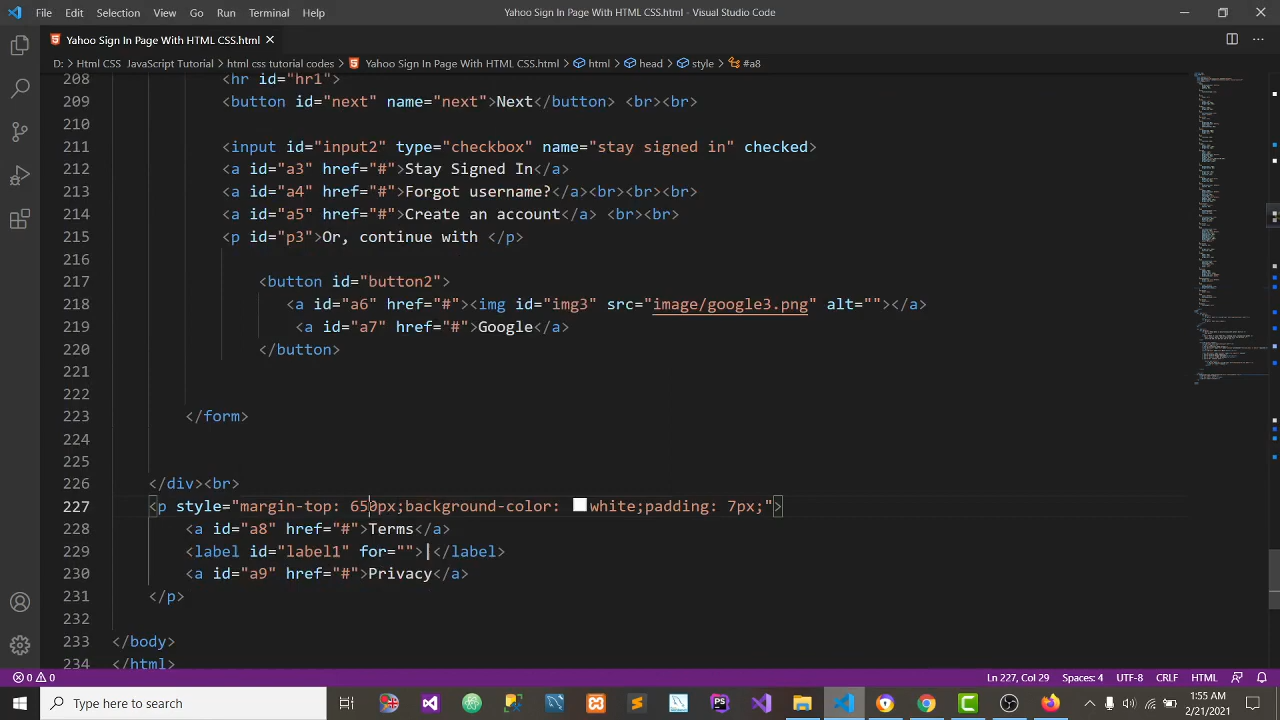 File Edit Selection View Go Run Terminal Help Yahoo Sign In Page With HTML CSS.html - Visual Studio Code
Yahoo Sign In Page With HTML CSS.html
D: > Html CSS JavaScript Tutorial > html css tutorial codes > Yahoo Sign In Page With HTML CSS.html > html > head > style > #a8
208 <hr id="hr1">
209 <button id="next" name="next">Next</button> <br><br>
210
211 <input id="input2" type="checkbox" name="stay signed in" checked>
212 <a id="a3" href="#">Stay Signed In</a>
213 <a id="a4" href="#">Forgot username?</a><br><br><br>
214 <a id="a5" href="#">Create an account</a> <br><br>
215 <p id="p3">Or, continue with </p>
216
217 <button id="button2">
218 <a id="a6" href="#"><img id="img3" src="image/google3.png" alt=""></a>
219 <a id="a7" href="#">Google</a>
220 </button>
221
222
223 </form>
224
225
226 </div><br>
227 <p style="margin-top: 650px;background-color: white;padding: 7px;">
228 <a id="a8" href="#">Terms</a>
229 <label id="label1" for="">|</label>
230 <a id="a9" href="#">Privacy</a>
231 </p>
232
233 </body>
234 </html>
0 0 Ln 227, Col 29 Spaces: 4 UTF-8 CRLF HTML
Type here to search 1:55 AM
2/21/2021